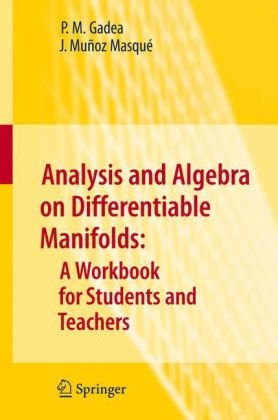 P. M. Gadea
J. Muñoz Masqué
Analysis and Algebra
on Differentiable
Manifolds:
A Workbook
for Students and
Teachers
Springer